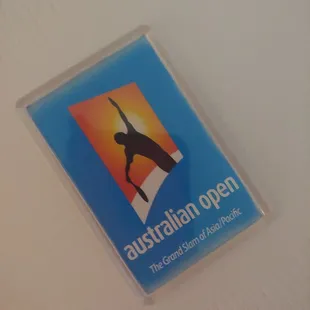 australian open
The Grand Slam of Asia/Pacific